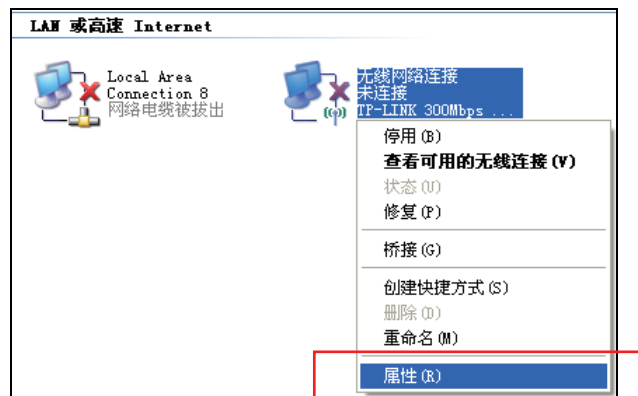 LAN 或高速 Internet
Local Area
Connection 8
网络电缆被拔出
无线网络连接
未连接
TP-LINK 300Mbps ...
停用(B)
查看可用的无线连接(V)
状态(U)
修复(P)
桥接(G)
创建快捷方式(S)
删除(D)
重命名(M)
属性(R)